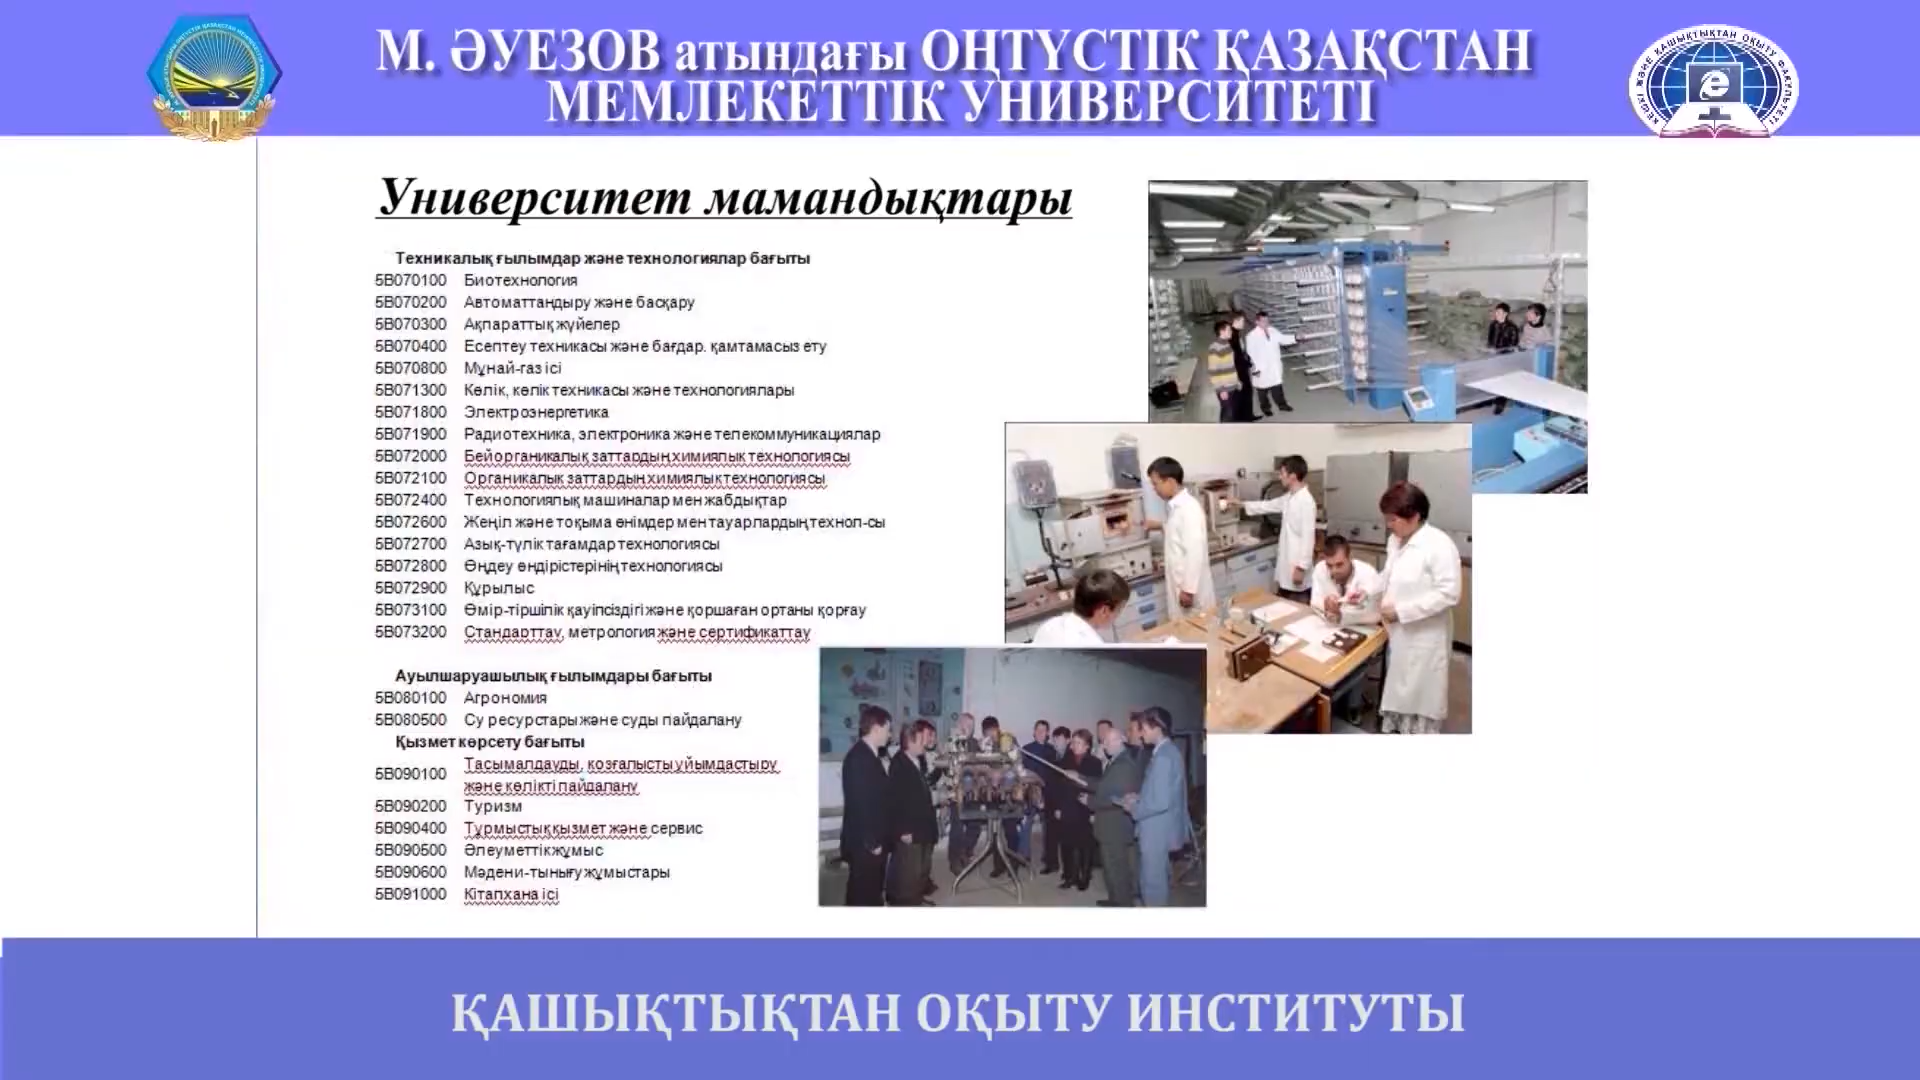 М. ӘУЕЗОВ атындағы ОҢТҮСТІК ҚАЗАҚСТАН
МЕМЛЕКЕТТІК УНИВЕРСИТЕТІ
Университет мамандықтары
Техникалық ғылымдар және технологиялар бағыты
5В070100 Биотехнология
5В070200 Автоматтандыру және басқару
5В070300 Ақпараттық жүйелер
5В070400 Есептеу техникасы және бағдар. қамтамасыз ету
5В070800 Мұнай-газ ісі
5В071300 Көлік, көлік техникасы және технологиялары
5В071800 Электроэнергетика
5В071900 Радиотехника, электроника және телекоммуникациялар
5В072000 Бейорганикалық заттардың химиялық технологиясы
5В072100 Органикалық заттардың химиялық технологиясы
5В072400 Технологиялық машиналар мен жабдықтар
5В072600 Жеңіл және тоқыма өнімдер мен тауарлардың технол-сы
5В072700 Азық-түлік тағамдар технологиясы
5В072800 Өңдеу өндірістерінің технологиясы
5В072900 Құрылыс
5В073100 Өмір-тіршілік қауіпсіздігі және қоршаған ортаны қорғау
5В073200 Стандарттау, метрология және сертификаттау
Ауылшаруашылық ғылымдары бағыты
5В080100 Агрономия
5В080500 Су ресурстары және суды пайдалану
Қызмет көрсету бағыты
5В090100 Тасымалдауды, қозғалысты ұйымдастыру
және көлікті пайдалану
5В090200 Туризм
5В090400 Тұрмыстық қызмет және сервис
5В090500 Әлеуметтік жұмыс
5В090600 Мәдени-тынығу жұмыстары
5В091000 Кітапхана ісі
ҚАШЫҚТЫҚТАН ОҚЫТУ ИНСТИТУТЫ